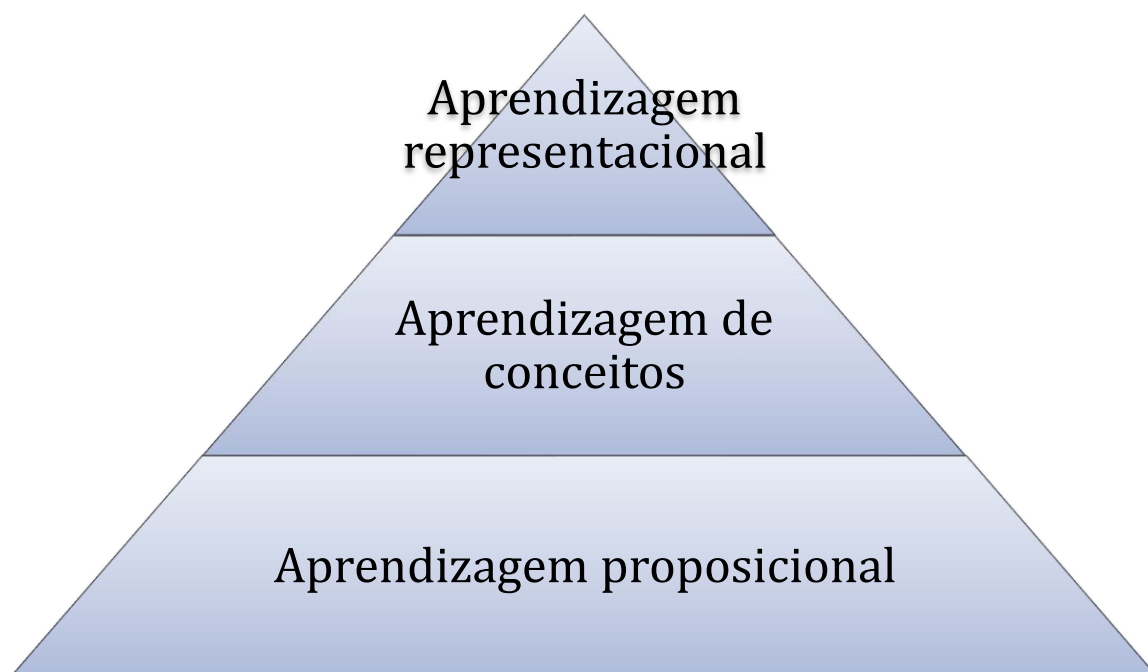 Aprendizagem
representacional
Aprendizagem de
conceitos
Aprendizagem proposicional